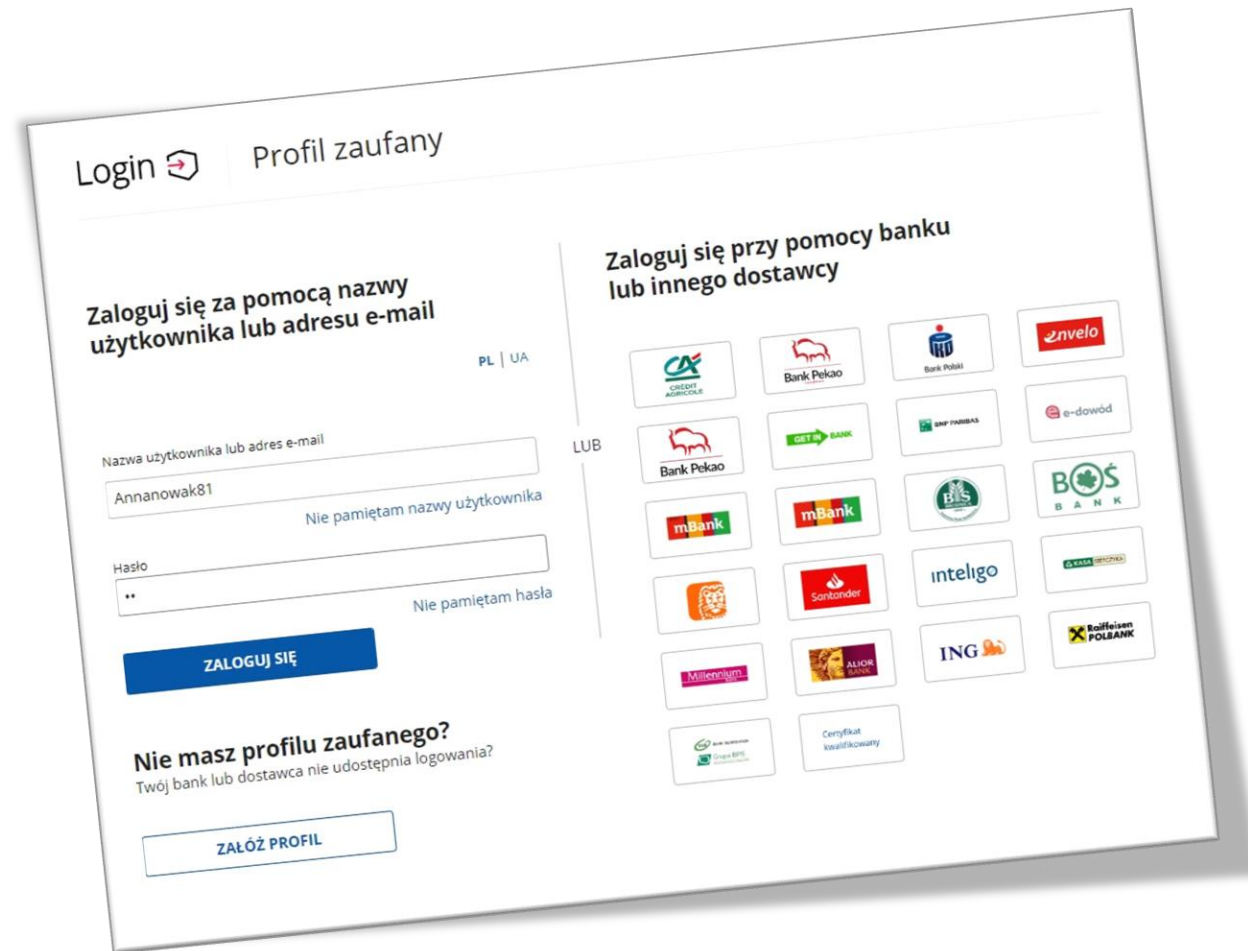 Login
Profil zaufany
Zaloguj się za pomocą nazwy
użytkownika lub adresu e-mail
PL | UA
Nazwa użytkownika lub adres e-mail
Annanowak81
Nie pamiętam nazwy użytkownika
Hasło
••
Nie pamiętam hasła
ZALOGUJ SIĘ
Nie masz profilu zaufanego?
Twój bank lub dostawca nie udostępnia logowania?
ZAŁÓŻ PROFIL
LUB
Zaloguj się przy pomocy banku
lub innego dostawcy
CRÉDIT
AGRICOLE
Bank Pekao
Bank Polski
envelo
Bank Pekao
GET IN BANK
BNP PARIBAS
e-dowód
mBank
mBank
BS
BOŚ
BANK
Santander
inteligo
KASA STEFCZYKA
Millennium
ALIOR
BANK
ING
Raiffeisen
POLBANK
Grupa BPS
Certyfikat
kwalifikowany